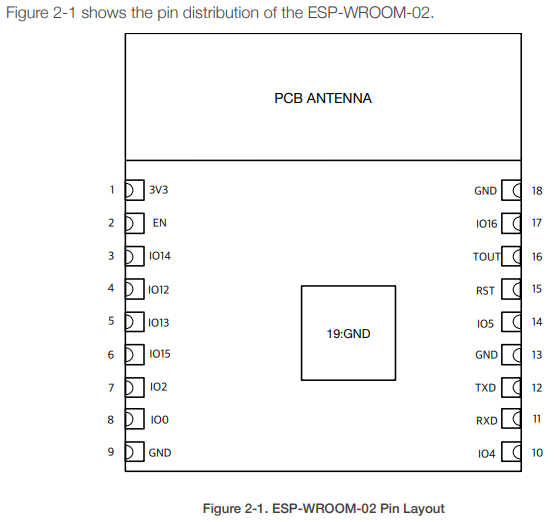 Figure 2-1 shows the pin distribution of the ESP-WROOM-02.
PCB ANTENNA
1 3V3 GND 18
2 EN IO16 17
3 IO14 TOUT 16
4 IO12 RST 15
5 IO13 IO5 14
19:GND
6 IO15 GND 13
7 IO2 TXD 12
8 IO0 RXD 11
9 GND IO4 10
Figure 2-1. ESP-WROOM-02 Pin Layout